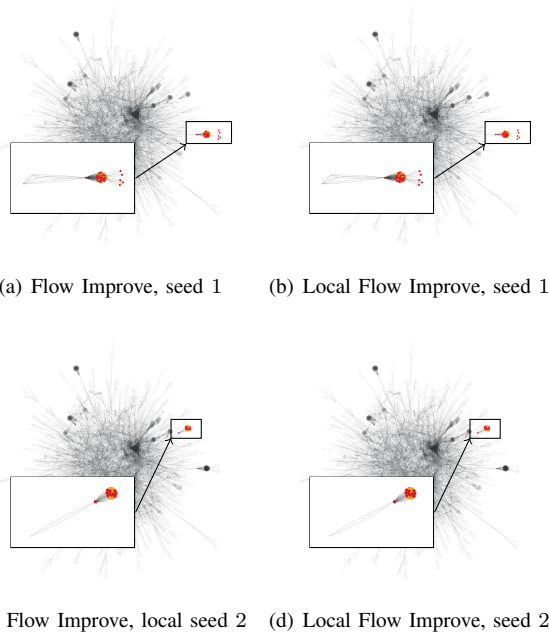 (a) Flow Improve, seed 1
(b) Local Flow Improve, seed 1
Flow Improve, local seed 2
(d) Local Flow Improve, seed 2